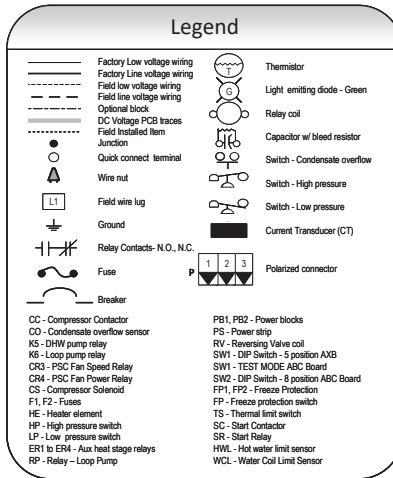 Legend
Factory Low voltage wiring
Factory Line voltage wiring
Field low voltage wiring
Field line voltage wiring
Optional block
DC Voltage PCB traces
Field Installed Item
Junction
Quick connect terminal
Wire nut
L1
Field wire lug
Ground
Relay Contacts- N.O., N.C.
Fuse
Breaker
T
Thermistor
G
Light emitting diode - Green
Relay coil
Capacitor w/ bleed resistor
Switch - Condensate overflow
Switch - High pressure
Switch - Low pressure
Current Transducer (CT)
1 2 3
P
Polarized connector
CC - Compressor Contactor
CO - Condensate overflow sensor
K5 - DHW pump relay
K6 - Loop pump relay
CR3 - PSC Fan Speed Relay
CR4 - PSC Fan Power Relay
CS - Compressor Solenoid
F1, F2 - Fuses
HE - Heater element
HP - High pressure switch
LP - Low pressure switch
ER1 to ER4 - Aux heat stage relays
RP - Relay – Loop Pump
PB1, PB2 - Power blocks
PS - Power strip
RV - Reversing Valve coil
SW1 - DIP Switch - 5 position AXB
SW1 - TEST MODE ABC Board
SW2 - DIP Switch - 8 position ABC Board
FP1, FP2 - Freeze Protection
FP - Freeze protection switch
TS - Thermal limit switch
SC - Start Contactor
SR - Start Relay
HWL - Hot water limit sensor
WCL - Water Coil Limit Sensor